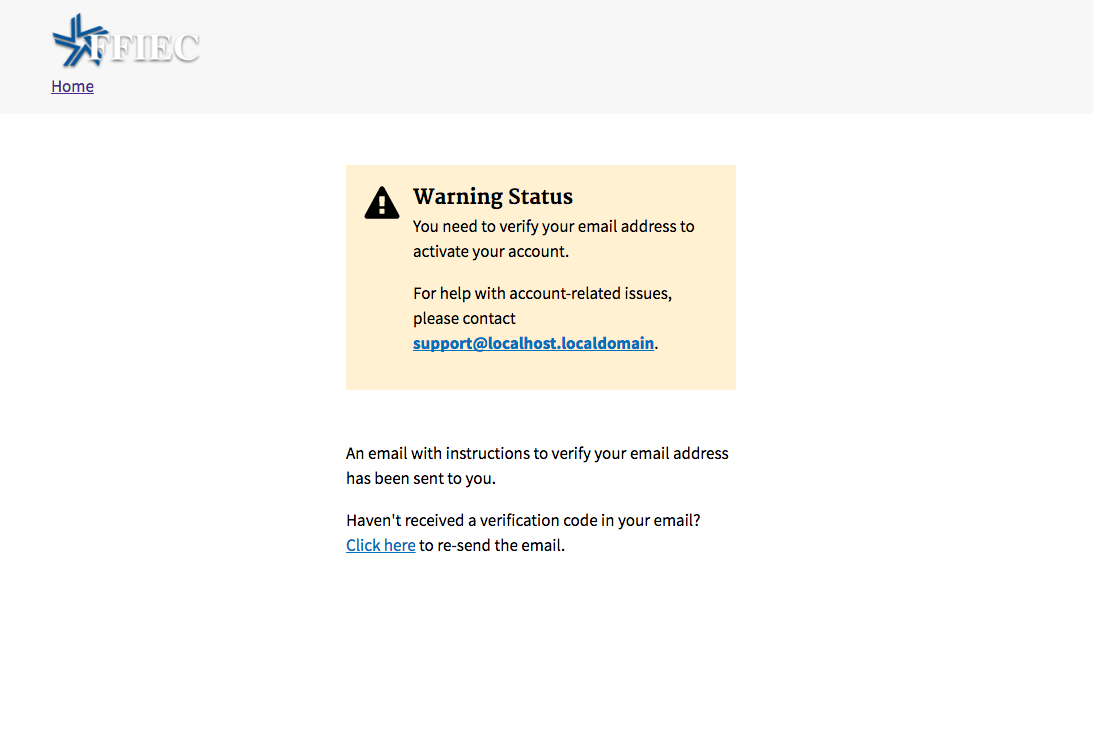 FFIEC
Home
Warning Status
You need to verify your email address to
activate your account.
For help with account-related issues,
please contact
support@localhost.localdomain.
An email with instructions to verify your email address
has been sent to you.
Haven't received a verification code in your email?
Click here to re-send the email.